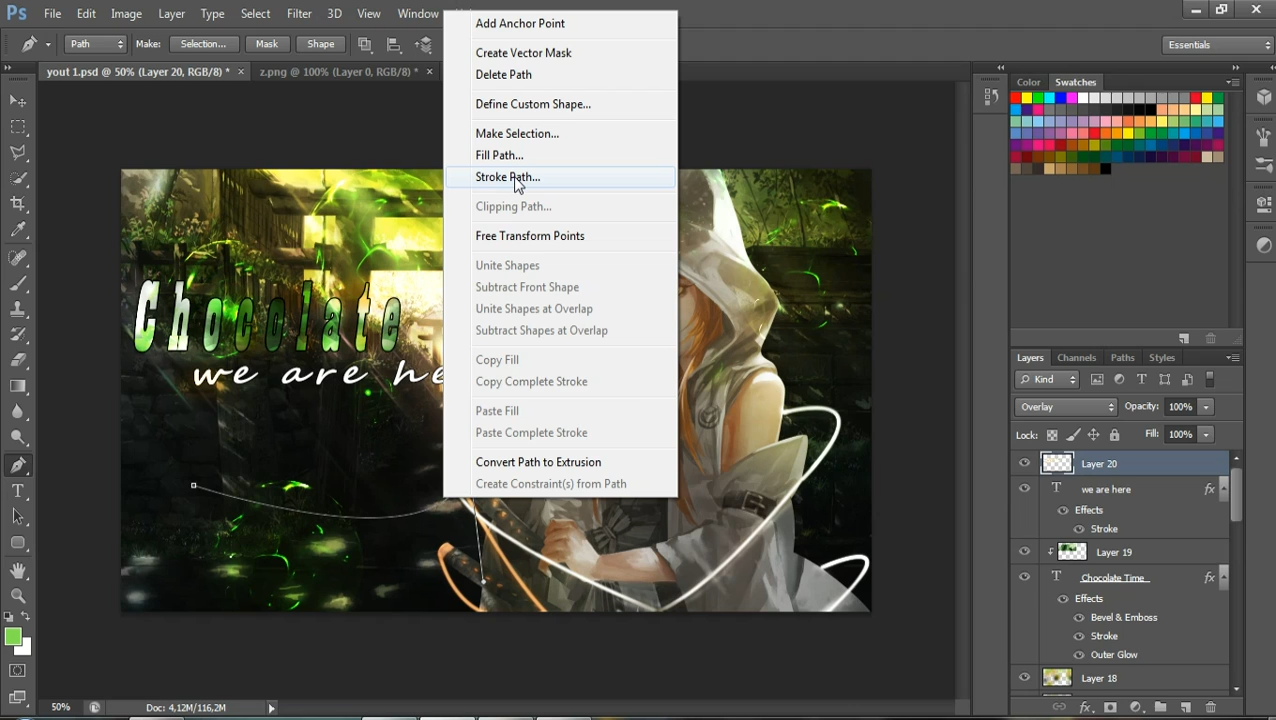 Ps File Edit Image Layer Type Select Filter 3D View Window
Path Make: Selection... Mask Shape Essentials
yout 1.psd @ 50% (Layer 20, RGB/8) * × z.png @ 100% (Layer 0, RGB/8) * ×
Add Anchor Point
Create Vector Mask
Delete Path
Define Custom Shape...
Make Selection...
Fill Path...
Stroke Path...
Clipping Path...
Free Transform Points
Unite Shapes
Subtract Front Shape
Unite Shapes at Overlap
Subtract Shapes at Overlap
Copy Fill
Copy Complete Stroke
Paste Fill
Paste Complete Stroke
Convert Path to Extrusion
Create Constraint(s) from Path
Chocolate
we are he
Color Swatches
Layers Channels Paths Styles
Kind
Overlay Opacity: 100%
Lock: Fill: 100%
Layer 20
T we are here fx
Effects
Stroke
Layer 19
T Chocolate Time fx
Effects
Bevel & Emboss
Stroke
Outer Glow
Layer 18
50% Doc: 4,12M/116,2M